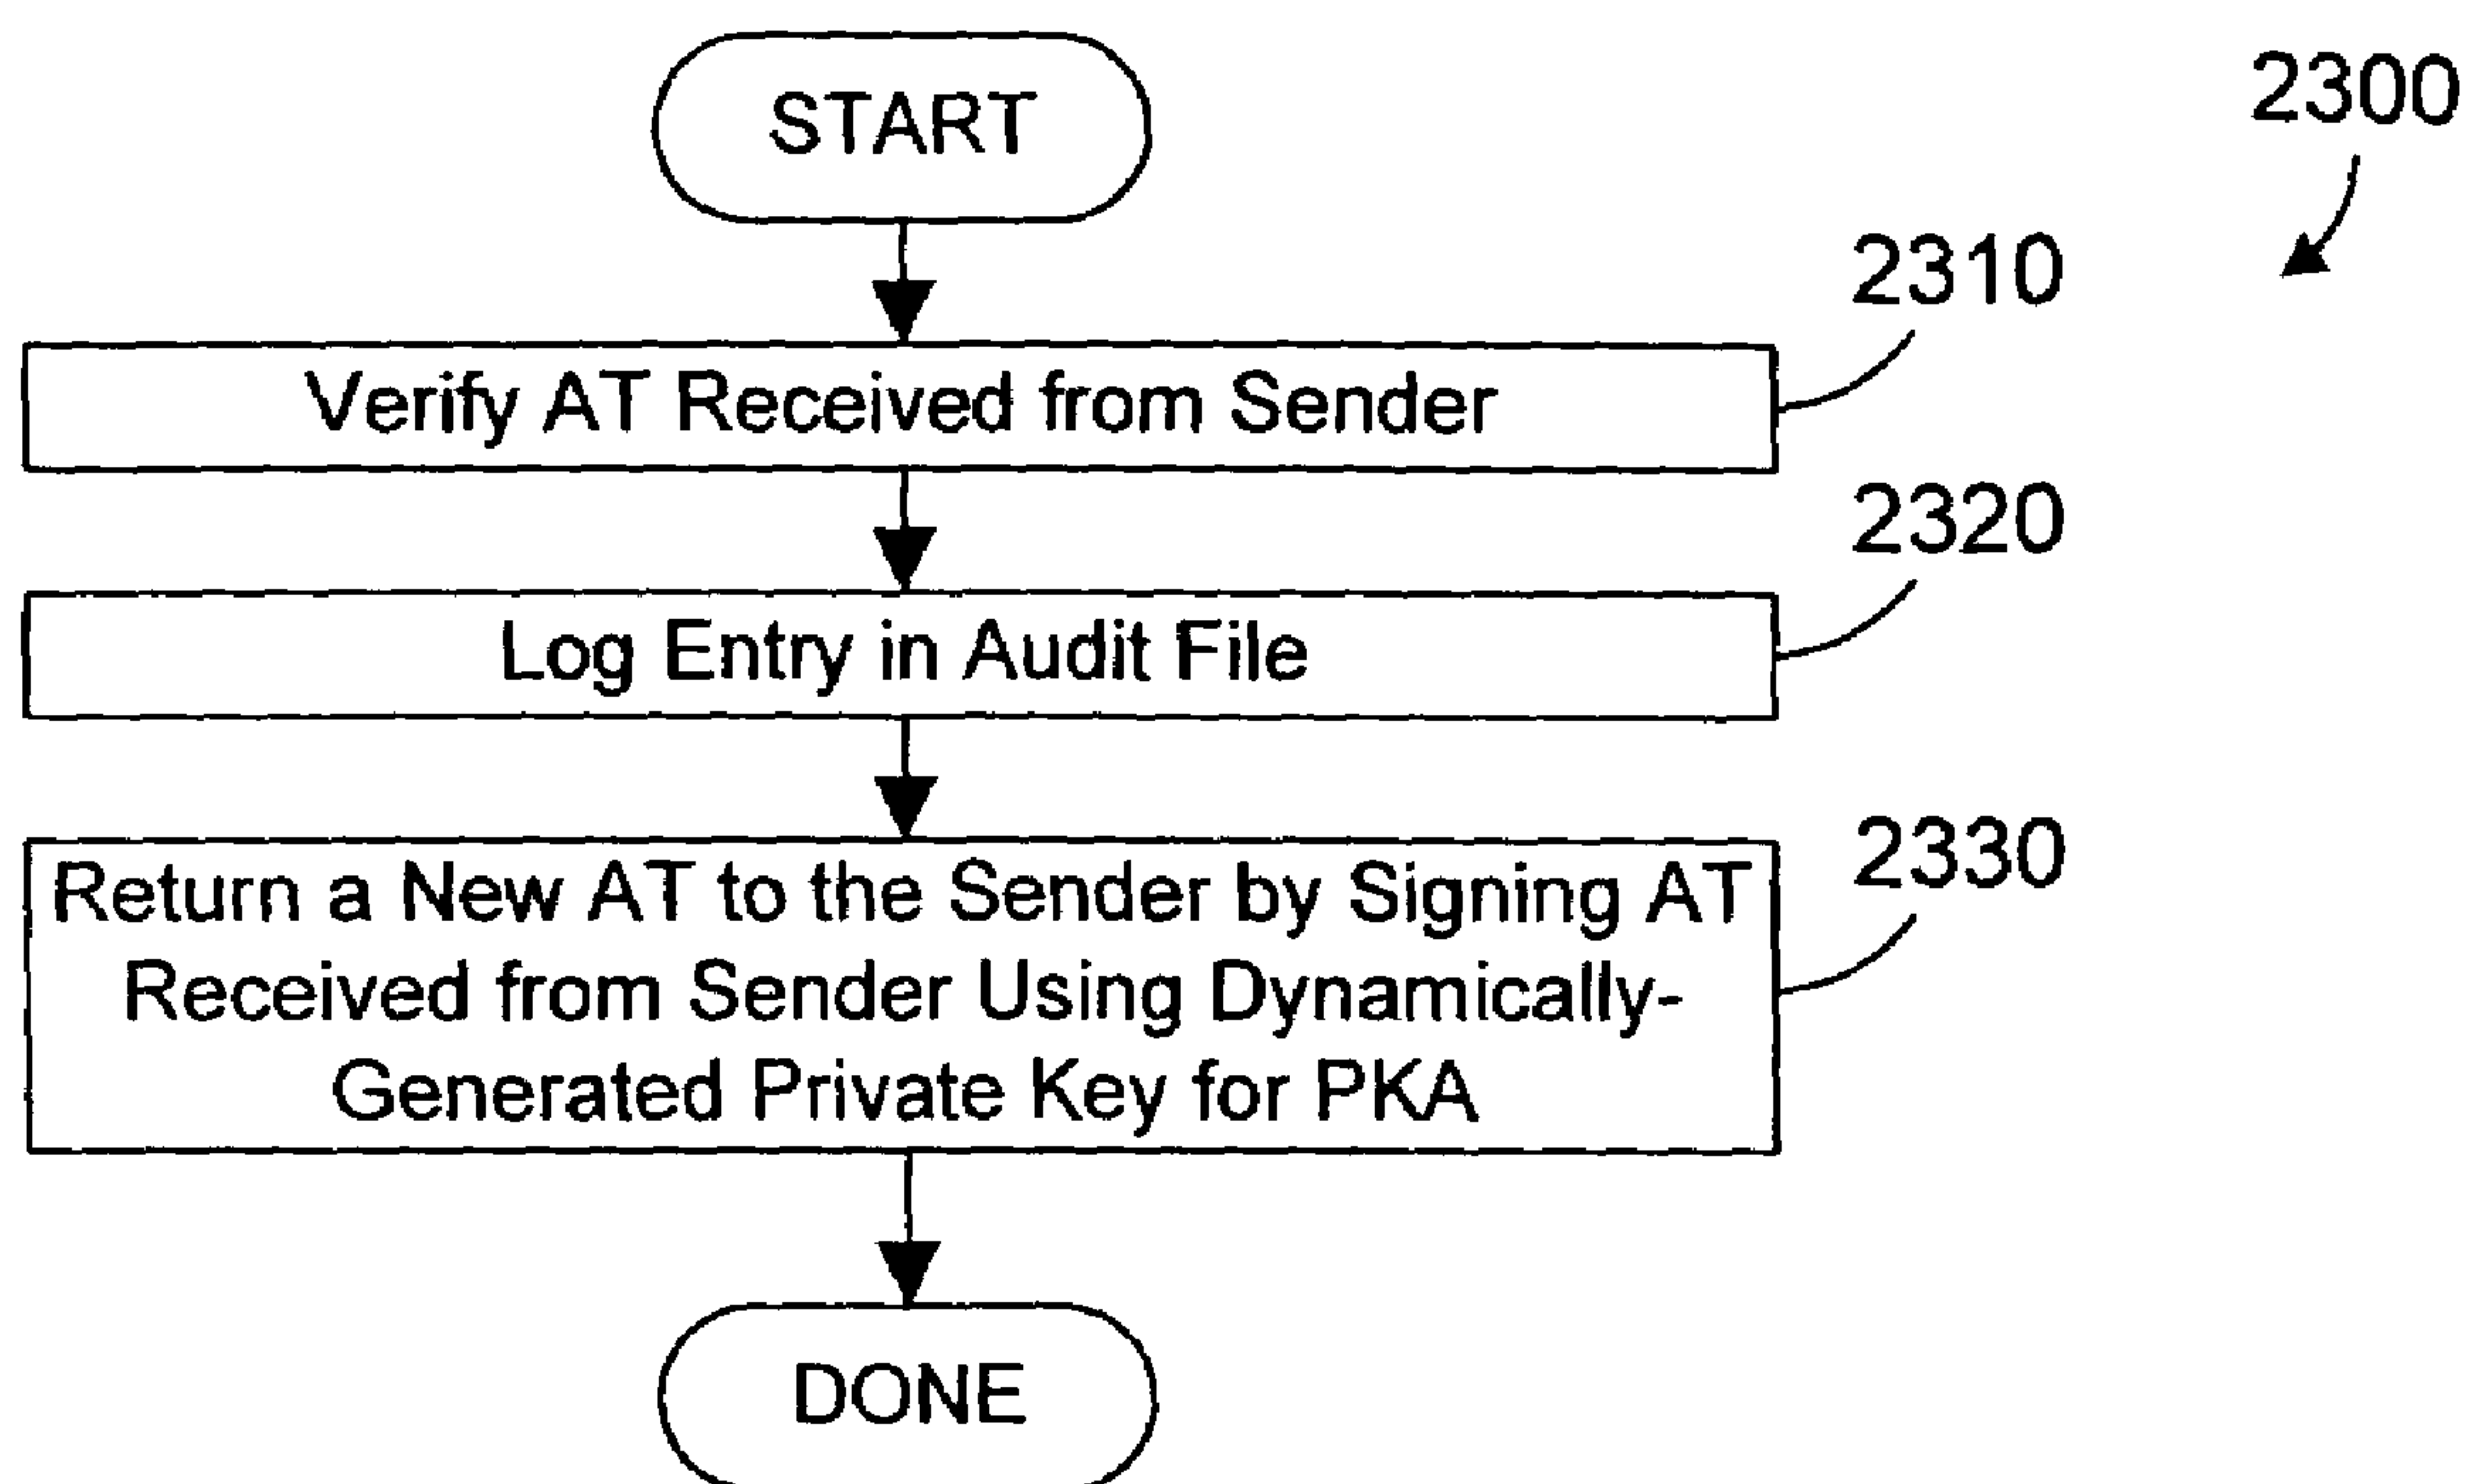 START
2300
2310
Verify AT Received from Sender
2320
Log Entry in Audit File
2330
Return a New AT to the Sender by Signing AT
Received from Sender Using Dynamically-
Generated Private Key for PKA
DONE